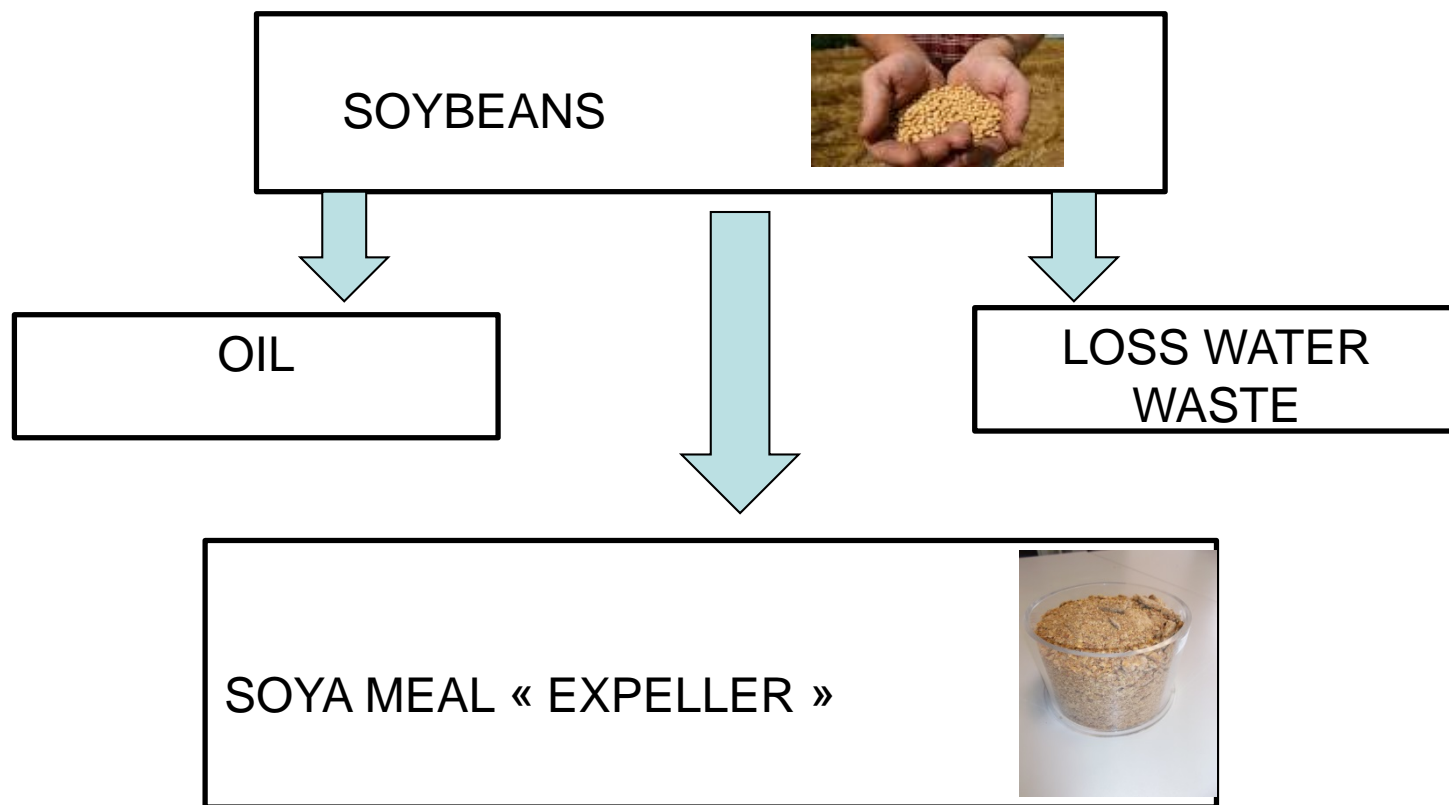 SOYBEANS
OIL
LOSS WATER
WASTE
SOYA MEAL « EXPELLER »